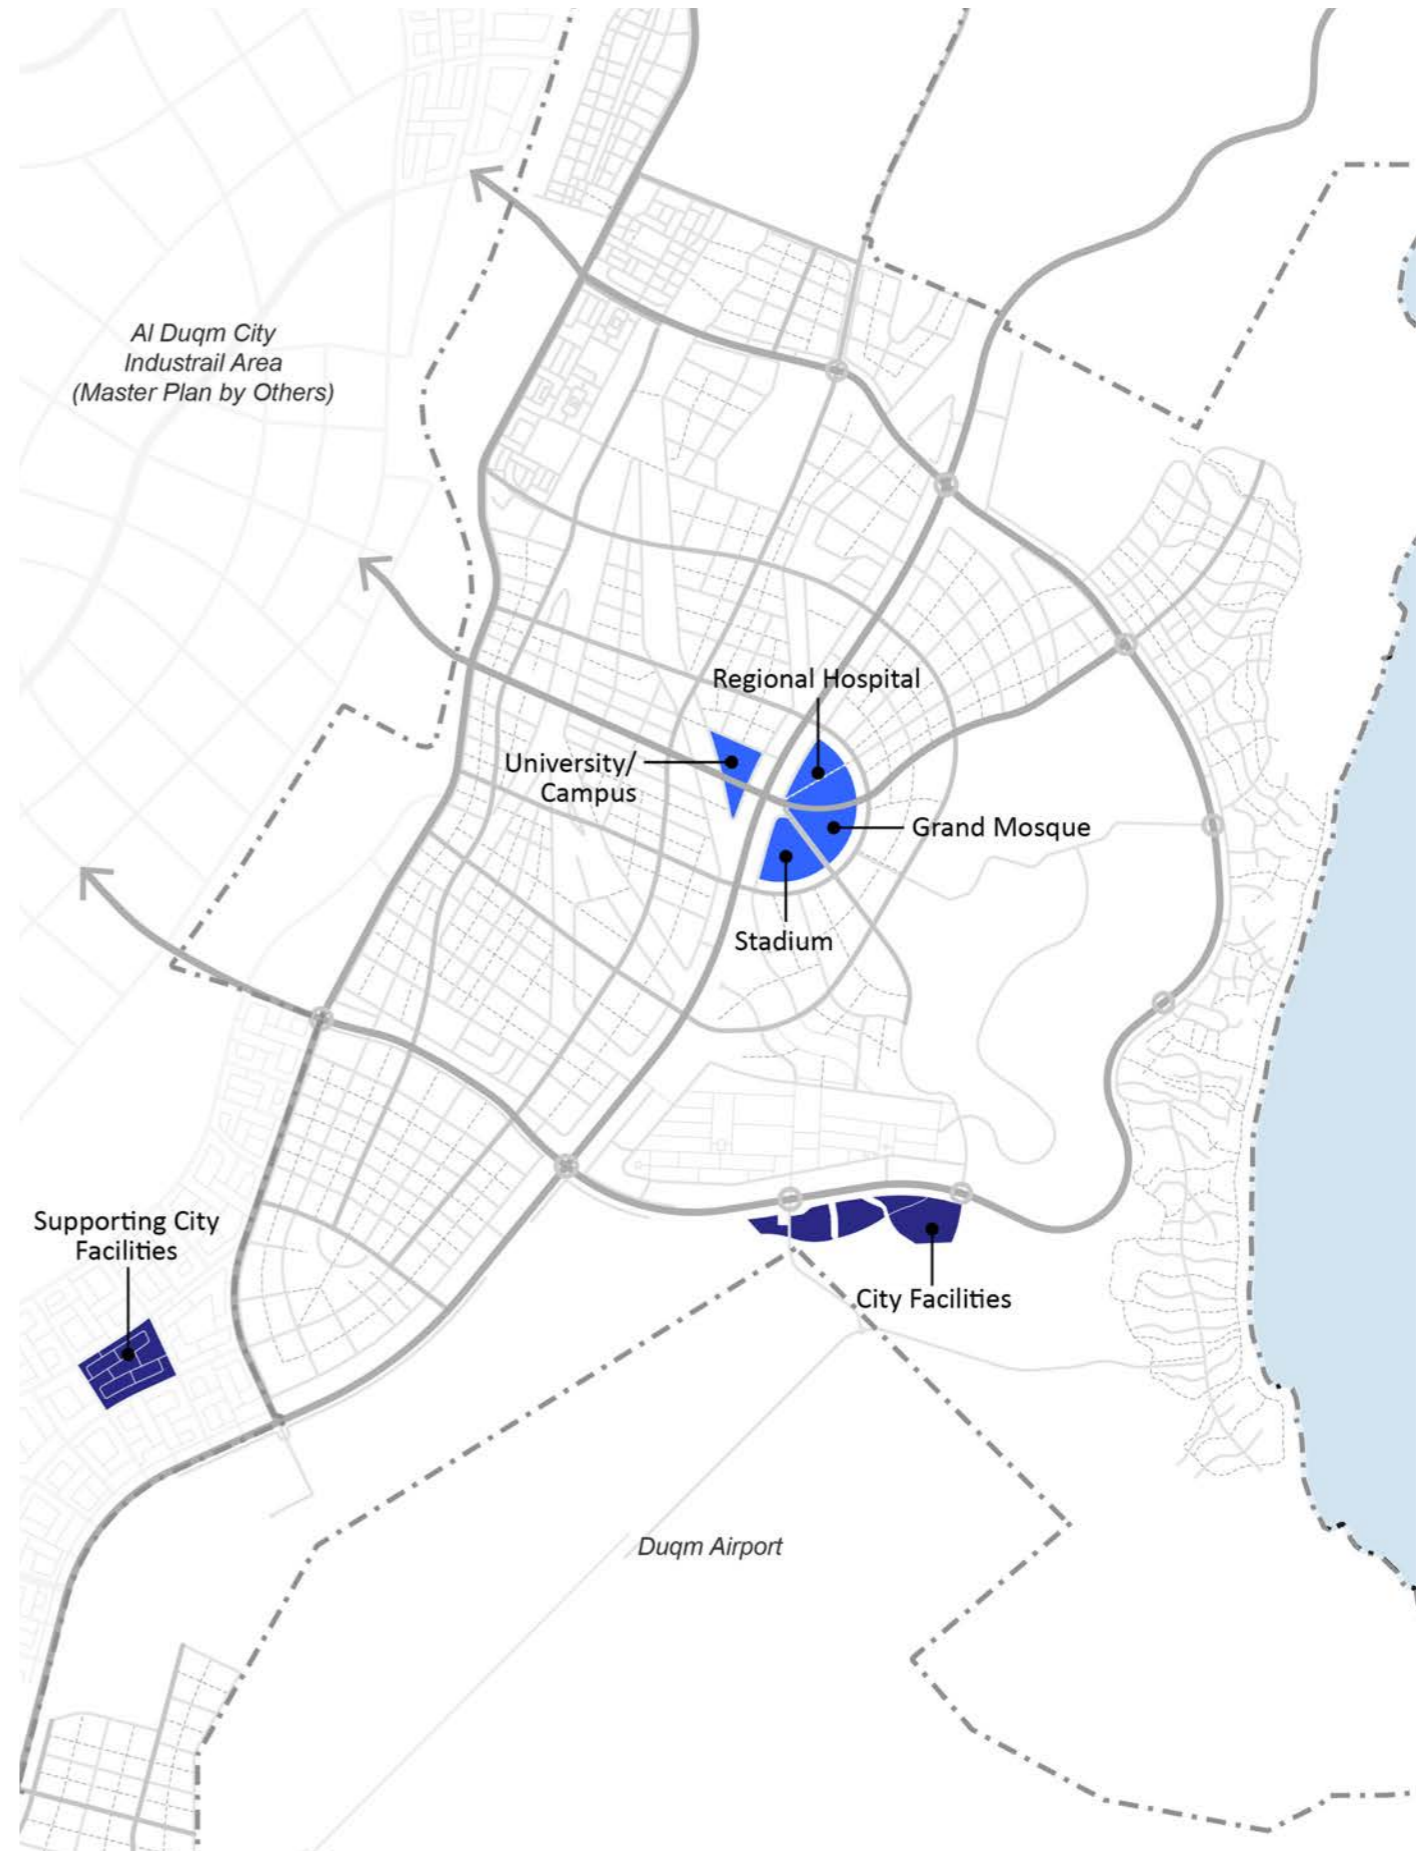 Al Duqm City
Industrail Area
(Master Plan by Others)
Regional Hospital
University/
Campus
Grand Mosque
Stadium
Supporting City
Facilities
City Facilities
Duqm Airport